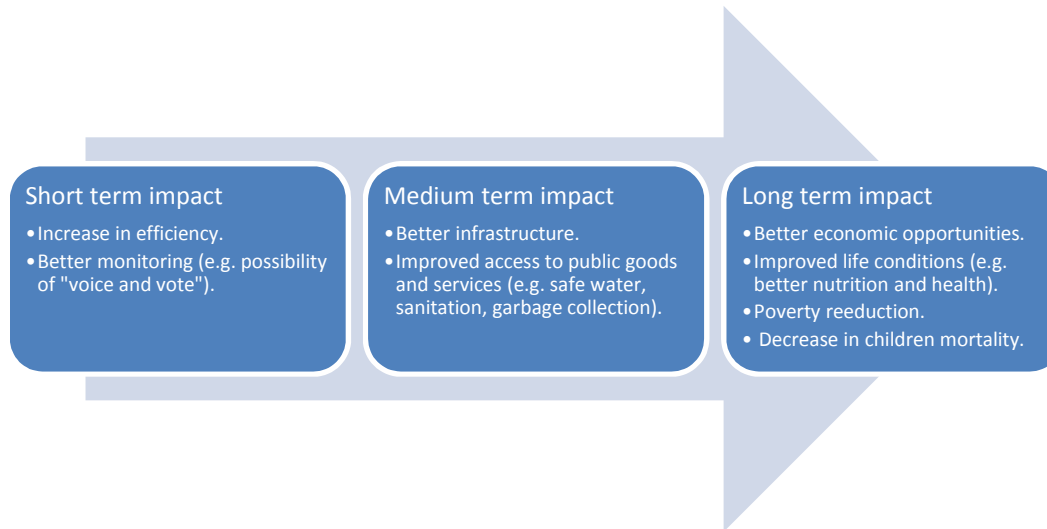 Short term impact
•Increase in efficiency.
•Better monitoring (e.g. possibility
of "voice and vote").
Medium term impact
•Better infrastructure.
•Improved access to public goods
and services (e.g. safe water,
sanitation, garbage collection).
Long term impact
•Better economic opportunities.
•Improved life conditions (e.g.
better nutrition and health).
•Poverty reeduction.
• Decrease in children mortality.